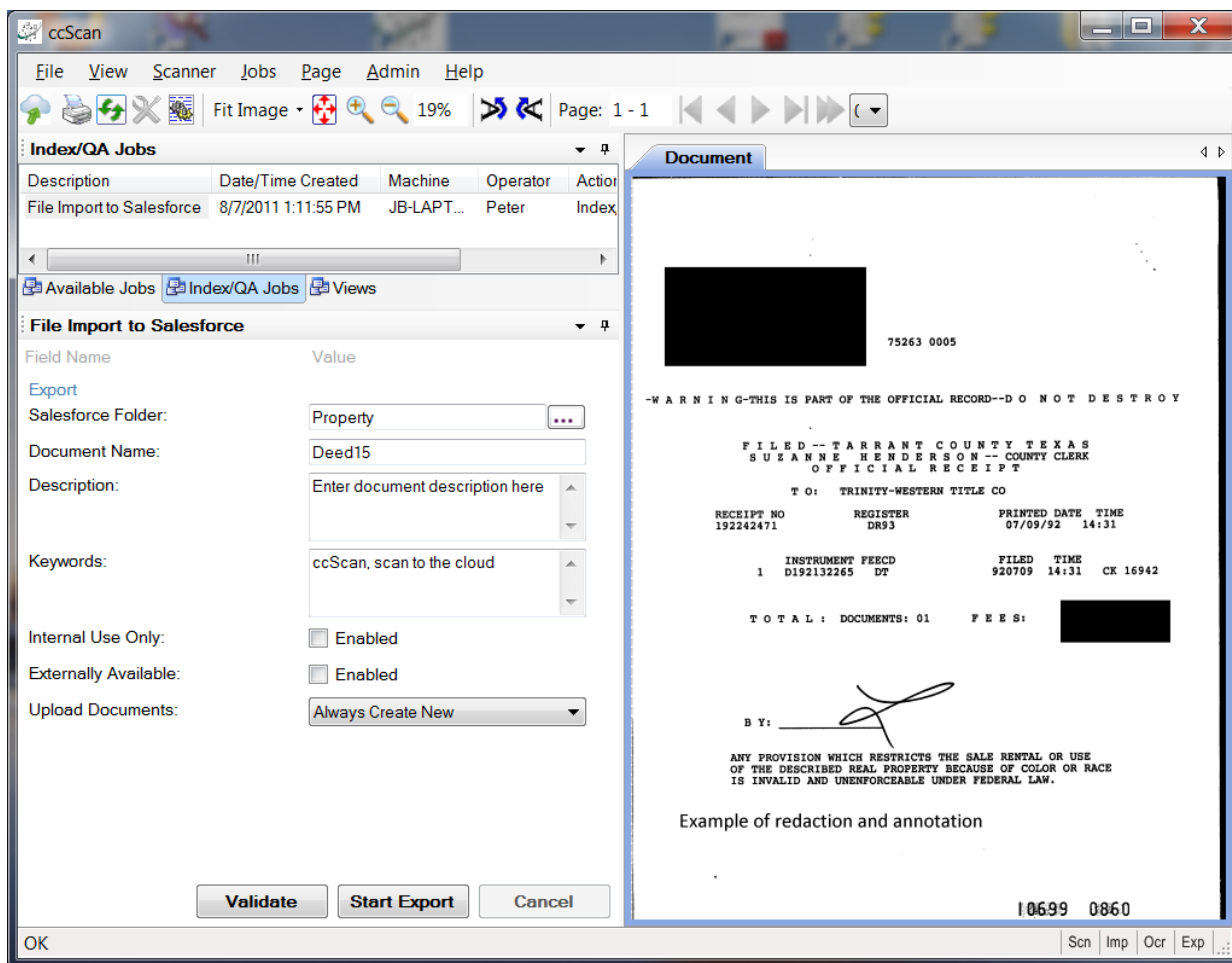 ccScan
File View Scanner Jobs Page Admin Help
Fit Image 19% Page: 1 - 1 (
Index/QA Jobs
Description Date/Time Created Machine Operator Action
File Import to Salesforce 8/7/2011 1:11:55 PM JB-LAPT... Peter Index,
Available Jobs Index/QA Jobs Views
File Import to Salesforce
Field Name Value
Export
Salesforce Folder: Property ...
Document Name: Deed15
Description: Enter document description here
Keywords: ccScan, scan to the cloud
Internal Use Only: Enabled
Externally Available: Enabled
Upload Documents: Always Create New
Validate Start Export Cancel
Document
75263 0005
-W A R N I N G-THIS IS PART OF THE OFFICIAL RECORD--D O N O T D E S T R O Y
F I L E D -- T A R R A N T C O U N T Y T E X A S
S U Z A N N E H E N D E R S O N -- COUNTY CLERK
O F F I C I A L R E C E I P T
T O: TRINITY-WESTERN TITLE CO
RECEIPT NO REGISTER PRINTED DATE TIME
192242471 DR93 07/09/92 14:31
INSTRUMENT FEECD FILED TIME
1 D192132265 DT 920709 14:31 CK 16942
T O T A L : DOCUMENTS: 01 F E E S:
B Y:
ANY PROVISION WHICH RESTRICTS THE SALE RENTAL OR USE
OF THE DESCRIBED REAL PROPERTY BECAUSE OF COLOR OR RACE
IS INVALID AND UNENFORCEABLE UNDER FEDERAL LAW.
Example of redaction and annotation
10699 0860
OK Scn Imp Ocr Exp